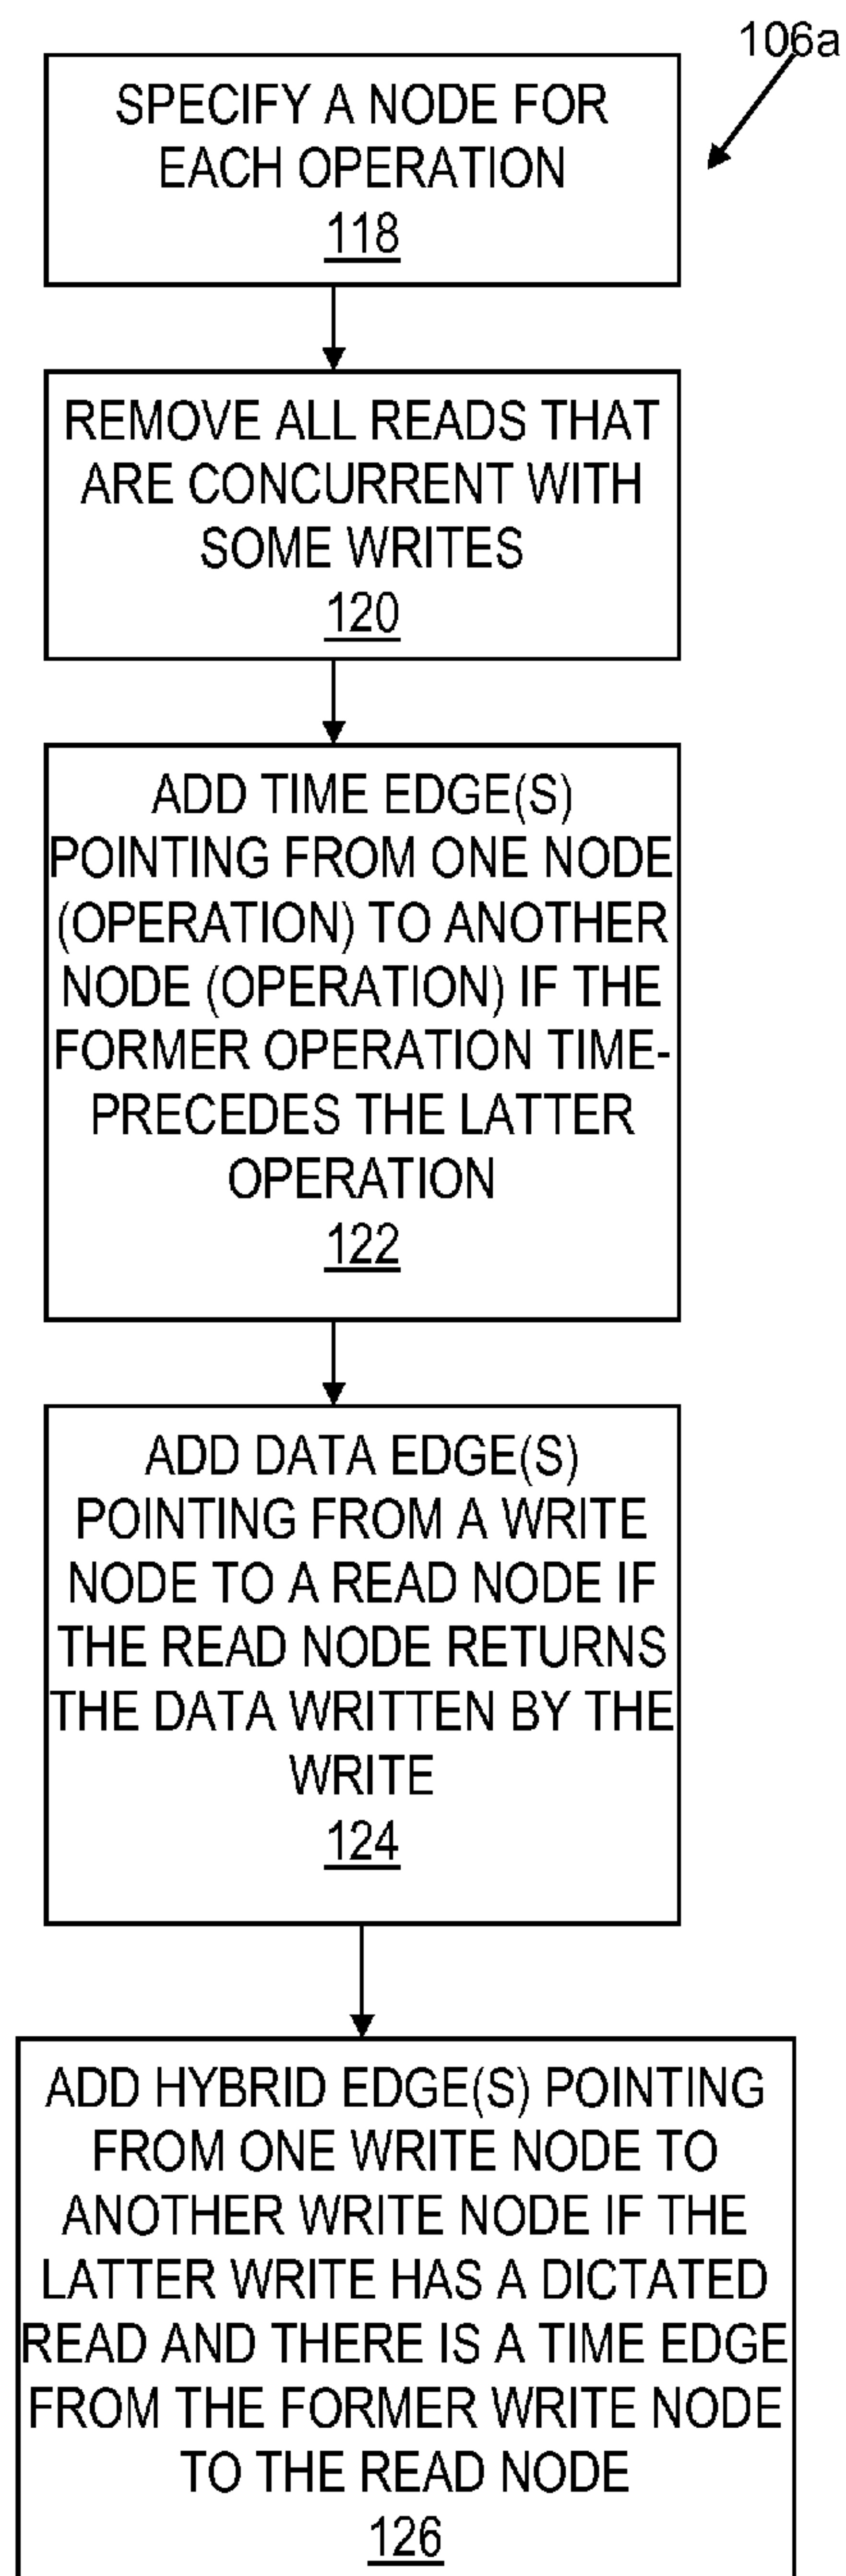 106a
SPECIFY A NODE FOR
EACH OPERATION
118
REMOVE ALL READS THAT
ARE CONCURRENT WITH
SOME WRITES
120
ADD TIME EDGE(S)
POINTING FROM ONE NODE
(OPERATION) TO ANOTHER
NODE (OPERATION) IF THE
FORMER OPERATION TIME-
PRECEDES THE LATTER
OPERATION
122
ADD DATA EDGE(S)
POINTING FROM A WRITE
NODE TO A READ NODE IF
THE READ NODE RETURNS
THE DATA WRITTEN BY THE
WRITE
124
ADD HYBRID EDGE(S) POINTING
FROM ONE WRITE NODE TO
ANOTHER WRITE NODE IF THE
LATTER WRITE HAS A DICTATED
READ AND THERE IS A TIME EDGE
FROM THE FORMER WRITE NODE
TO THE READ NODE
126